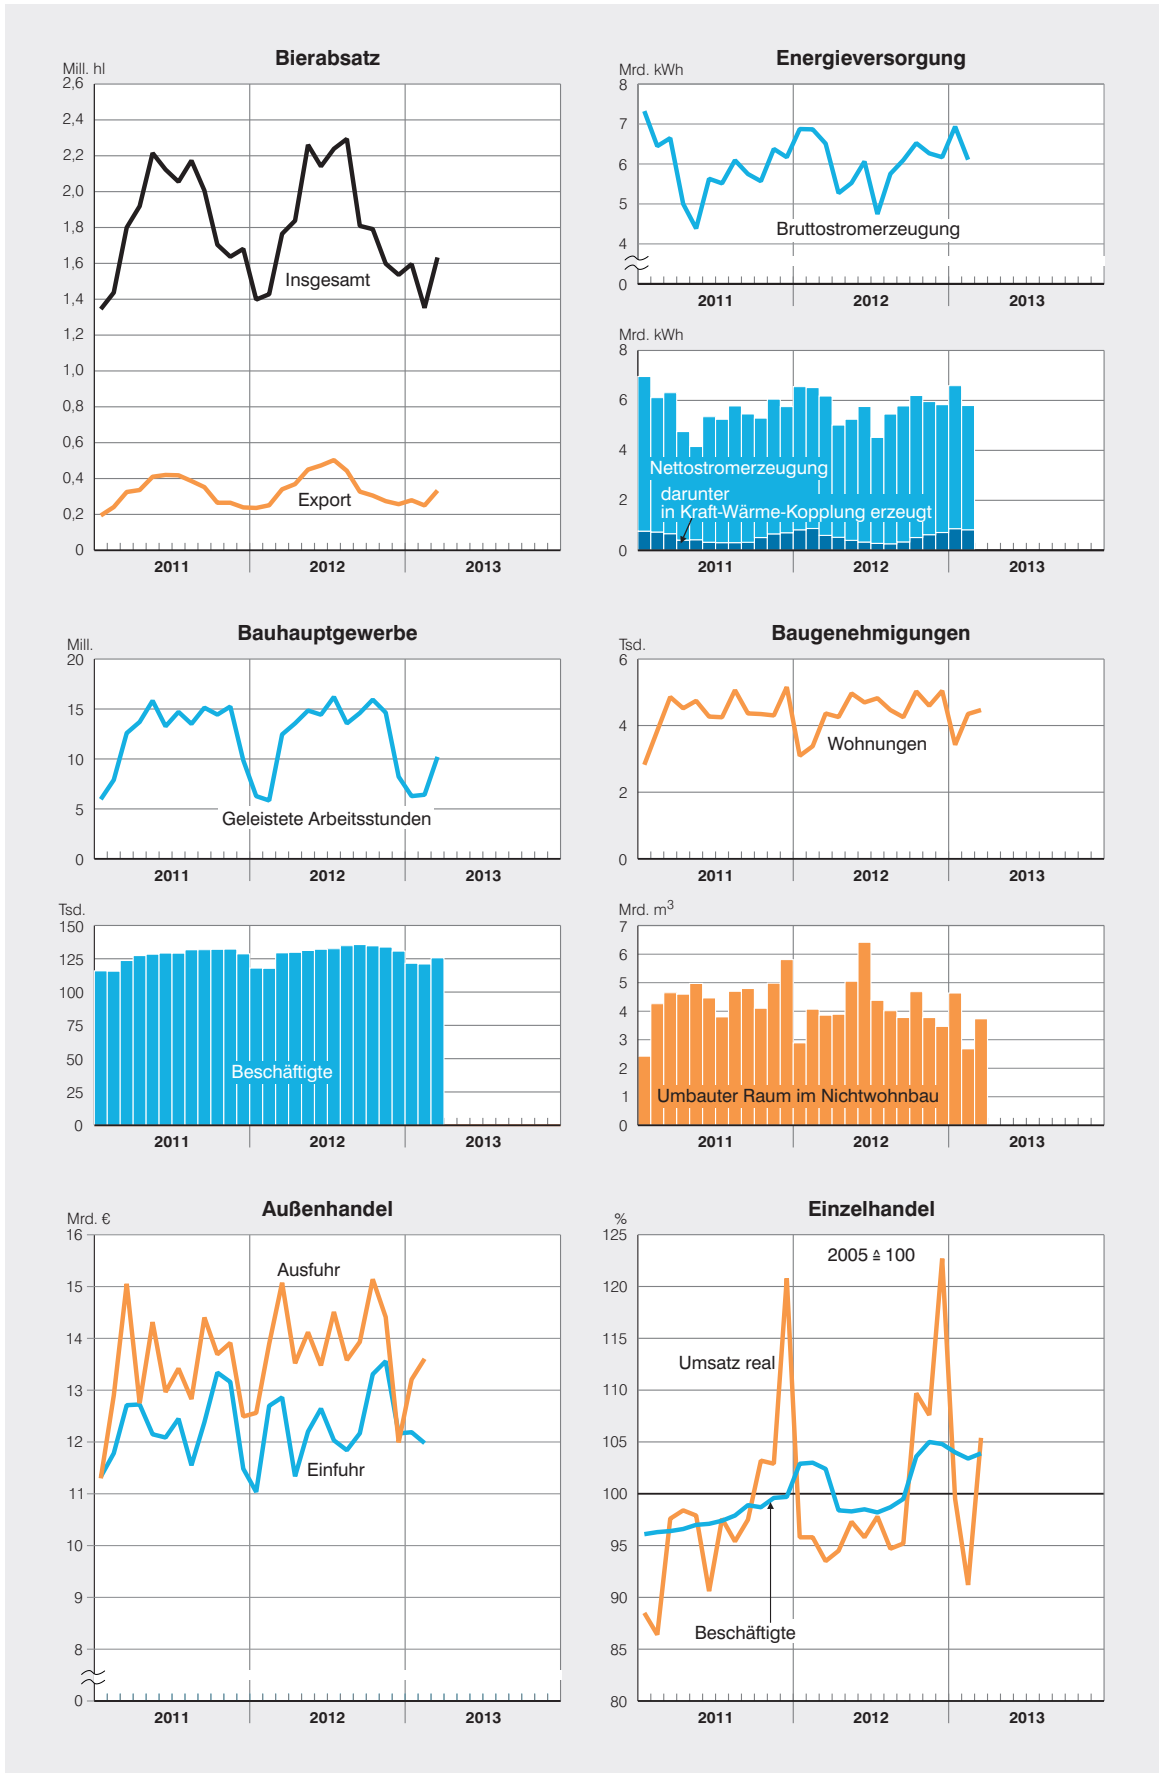 Bierabsatz
Mill. hl
2,6
2,4
2,2
2,0
1,8
1,6
1,4
1,2
1,0
0,8
0,6
0,4
0,2
0
Insgesamt
Export
2011 2012 2013
Energieversorgung
Mrd. kWh
8
7
6
5
4
0
Bruttostromerzeugung
2011 2012 2013
Mrd. kWh
8
6
4
2
0
Nettostromerzeugung
darunter
in Kraft-Wärme-Kopplung erzeugt
2011 2012 2013
Bauhauptgewerbe
Mill.
20
15
10
5
0
Geleistete Arbeitsstunden
2011 2012 2013
Tsd.
150
125
100
75
50
25
0
Beschäftigte
2011 2012 2013
Baugenehmigungen
Tsd.
6
4
2
0
Wohnungen
2011 2012 2013
Mrd. m³
7
6
5
4
3
2
1
0
Umbauter Raum im Nichtwohnbau
2011 2012 2013
Außenhandel
Mrd. €
16
15
14
13
12
11
10
9
8
0
Ausfuhr
Einfuhr
2011 2012 2013
Einzelhandel
%
125
120
115
110
105
100
95
90
85
80
2005 ≙ 100
Umsatz real
Beschäftigte
2011 2012 2013